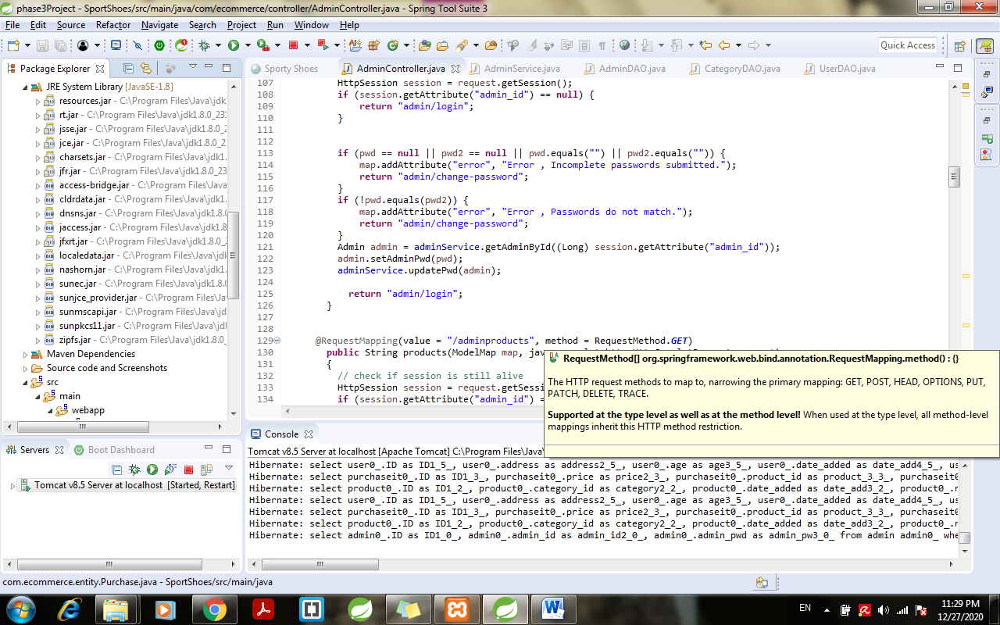 phase3Project - SportShoes/src/main/java/com/ecommerce/controller/AdminController.java - Spring Tool Suite 3
File Edit Source Refactor Navigate Search Project Run Window Help
Quick Access
Package Explorer
JRE System Library [JavaSE-1.8]
resources.jar - C:\Program Files\Java\jdk1
rt.jar - C:\Program Files\Java\jdk1.8.0_231
jsse.jar - C:\Program Files\Java\jdk1.8.0_2
jce.jar - C:\Program Files\Java\jdk1.8.0_23
charsets.jar - C:\Program Files\Java\jdk1.
jfr.jar - C:\Program Files\Java\jdk1.8.0_23
access-bridge.jar - C:\Program Files\Java
cldrdata.jar - C:\Program Files\Java\jdk1.
dnsns.jar - C:\Program Files\Java\jdk1.8.0
jaccess.jar - C:\Program Files\Java\jdk1.8
jfxrt.jar - C:\Program Files\Java\jdk1.8.0_2
localedata.jar - C:\Program Files\Java\jdk
nashorn.jar - C:\Program Files\Java\jdk1.
sunec.jar - C:\Program Files\Java\jdk1.8.0
sunjce_provider.jar - C:\Program Files\Ja
sunmscapi.jar - C:\Program Files\Java\jd
sunpkcs11.jar - C:\Program Files\Java\jdk
zipfs.jar - C:\Program Files\Java\jdk1.8.0_
Maven Dependencies
Source code and Screenshots
src
main
webapp
Sporty Shoes AdminController.java AdminService.java AdminDAO.java CategoryDAO.java UserDAO.java
107 HttpSession session = request.getSession();
108 if (session.getAttribute("admin_id") == null) {
109 return "admin/login";
110 }
111
112
113 if (pwd == null || pwd2 == null || pwd.equals("") || pwd2.equals("")) {
114 map.addAttribute("error", "Error , Incomplete passwords submitted.");
115 return "admin/change-password";
116 }
117 if (!pwd.equals(pwd2)) {
118 map.addAttribute("error", "Error , Passwords do not match.");
119 return "admin/change-password";
120 }
121 Admin admin = adminService.getAdminById((Long) session.getAttribute("admin_id"));
122 admin.setAdminPwd(pwd);
123 adminService.updatePwd(admin);
124
125 return "admin/login";
126 }
127
128
129 @RequestMapping(value = "/adminproducts", method = RequestMethod.GET)
130 public String products(ModelMap map, jav
131 {
132 // check if session is still alive
133 HttpSession session = request.getSessi
134 if (session.getAttribute("admin_id") =
RequestMethod[] org.springframework.web.bind.annotation.RequestMapping.method() : {}
The HTTP request methods to map to, narrowing the primary mapping: GET, POST, HEAD, OPTIONS, PUT,
PATCH, DELETE, TRACE.
Supported at the type level as well as at the method level! When used at the type level, all method-level
mappings inherit this HTTP method restriction.
Servers Boot Dashboard
Tomcat v8.5 Server at localhost [Started, Restart]
Console
Tomcat v8.5 Server at localhost [Apache Tomcat] C:\Program Files\Java\
Hibernate: select user0_.ID as ID1_5_, user0_.address as address2_5_, user0_.age as age3_5_, user0_.date_added as date_add4_5_, us
Hibernate: select purchaseit0_.ID as ID1_3_, purchaseit0_.price as price2_3_, purchaseit0_.product_id as product_3_3_, purchaseit0
Hibernate: select product0_.ID as ID1_2_, product0_.category_id as category2_2_, product0_.date_added as date_add3_2_, product0_.n
Hibernate: select user0_.ID as ID1_5_, user0_.address as address2_5_, user0_.age as age3_5_, user0_.date_added as date_add4_5_, us
Hibernate: select purchaseit0_.ID as ID1_3_, purchaseit0_.price as price2_3_, purchaseit0_.product_id as product_3_3_, purchaseit0
Hibernate: select product0_.ID as ID1_2_, product0_.category_id as category2_2_, product0_.date_added as date_add3_2_, product0_.n
Hibernate: select admin0_.ID as ID1_0_, admin0_.admin_id as admin_id2_0_, admin0_.admin_pwd as admin_pw3_0_ from admin admin0_ whe
com.ecommerce.entity.Purchase.java - SportShoes/src/main/java
EN
11:29 PM
12/27/2020